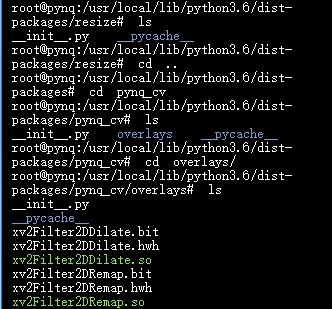 root@pynq:/usr/local/lib/python3.6/dist-
packages/resize# ls
__init__.py __pycache__
root@pynq:/usr/local/lib/python3.6/dist-
packages/resize# cd ..
root@pynq:/usr/local/lib/python3.6/dist-
packages# cd pynq_cv
root@pynq:/usr/local/lib/python3.6/dist-
packages/pynq_cv# ls
__init__.py overlays __pycache__
root@pynq:/usr/local/lib/python3.6/dist-
packages/pynq_cv# cd overlays/
root@pynq:/usr/local/lib/python3.6/dist-
packages/pynq_cv/overlays# ls
__init__.py
__pycache__
xv2Filter2DDilate.bit
xv2Filter2DDilate.hwh
xv2Filter2DDilate.so
xv2Filter2DRemap.bit
xv2Filter2DRemap.hwh
xv2Filter2DRemap.so